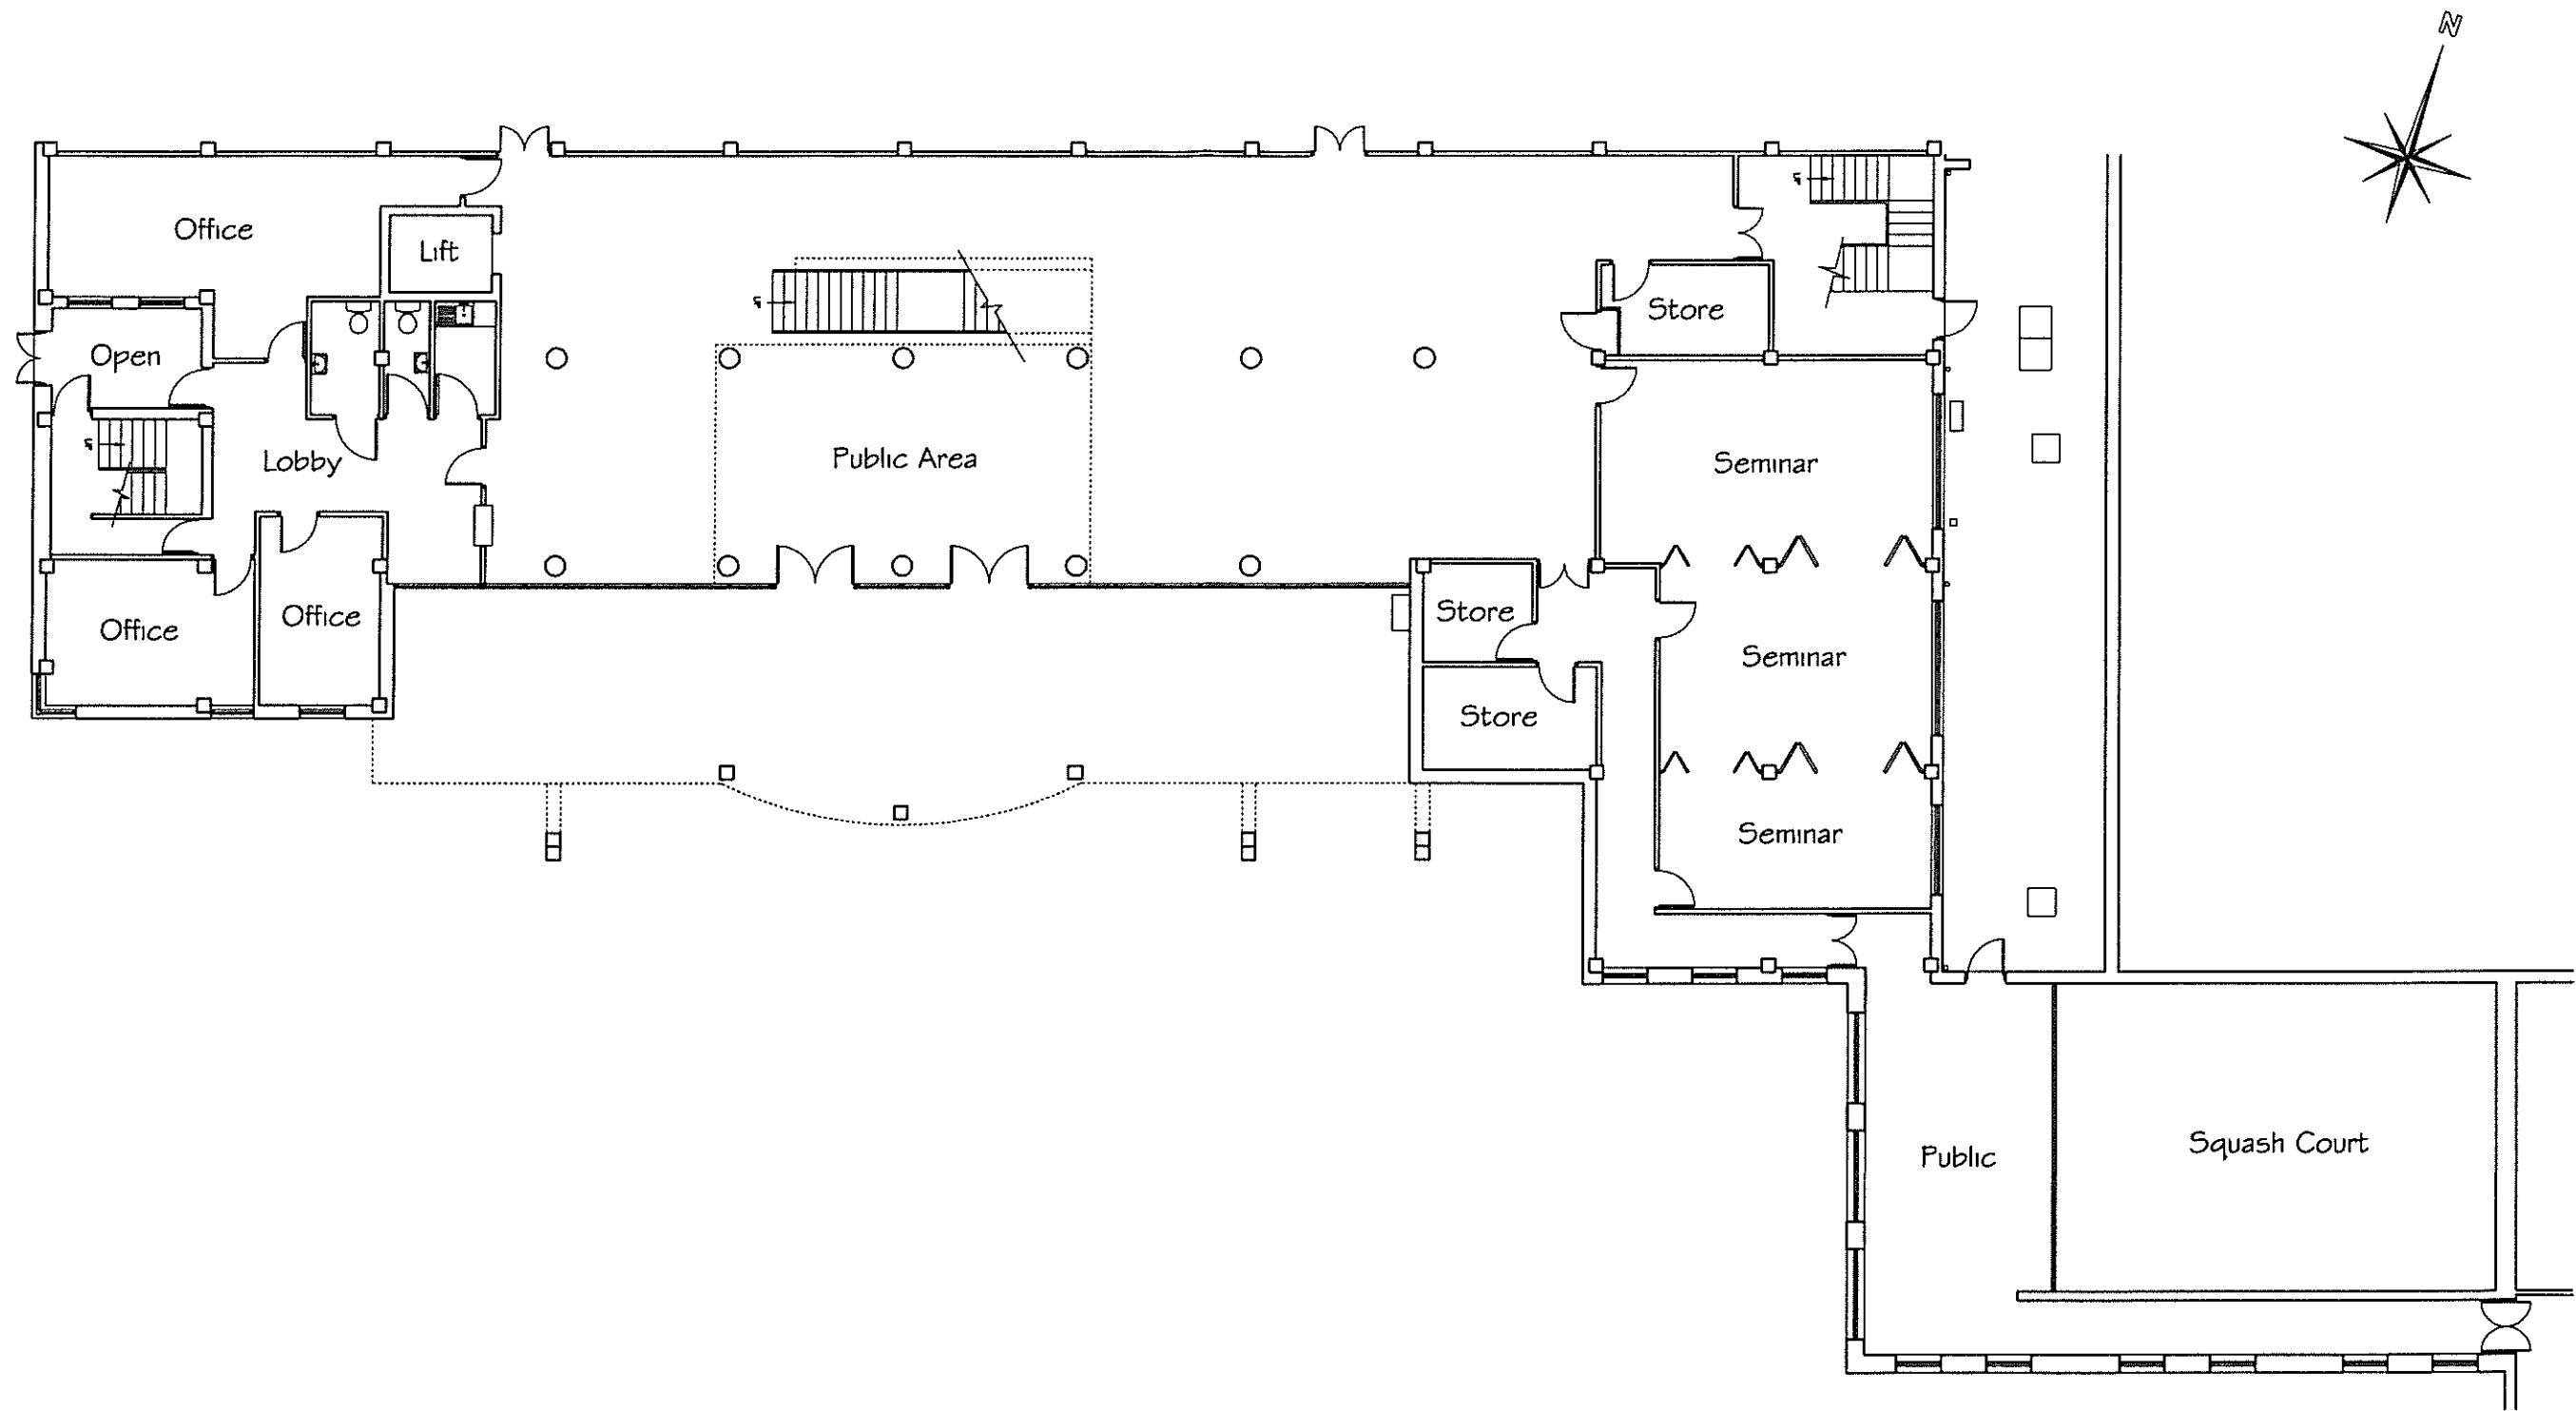 N
Office
Lift
Store
Open
Public Area
Lobby
Seminar
Office
Office
Store
Seminar
Store
Seminar
Public
Squash Court